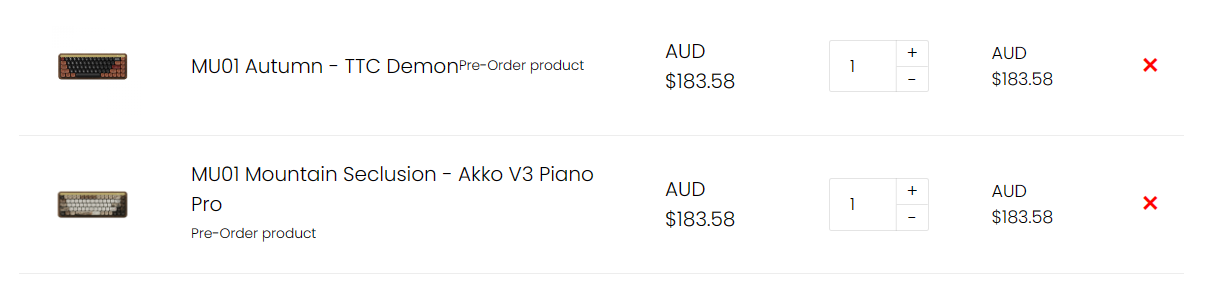 MU01 Autumn - TTC DemonPre-Order product
AUD
$183.58
1
+
-
AUD
$183.58
×
MU01 Mountain Seclusion - Akko V3 Piano
Pro
Pre-Order product
AUD
$183.58
1
+
-
AUD
$183.58
×